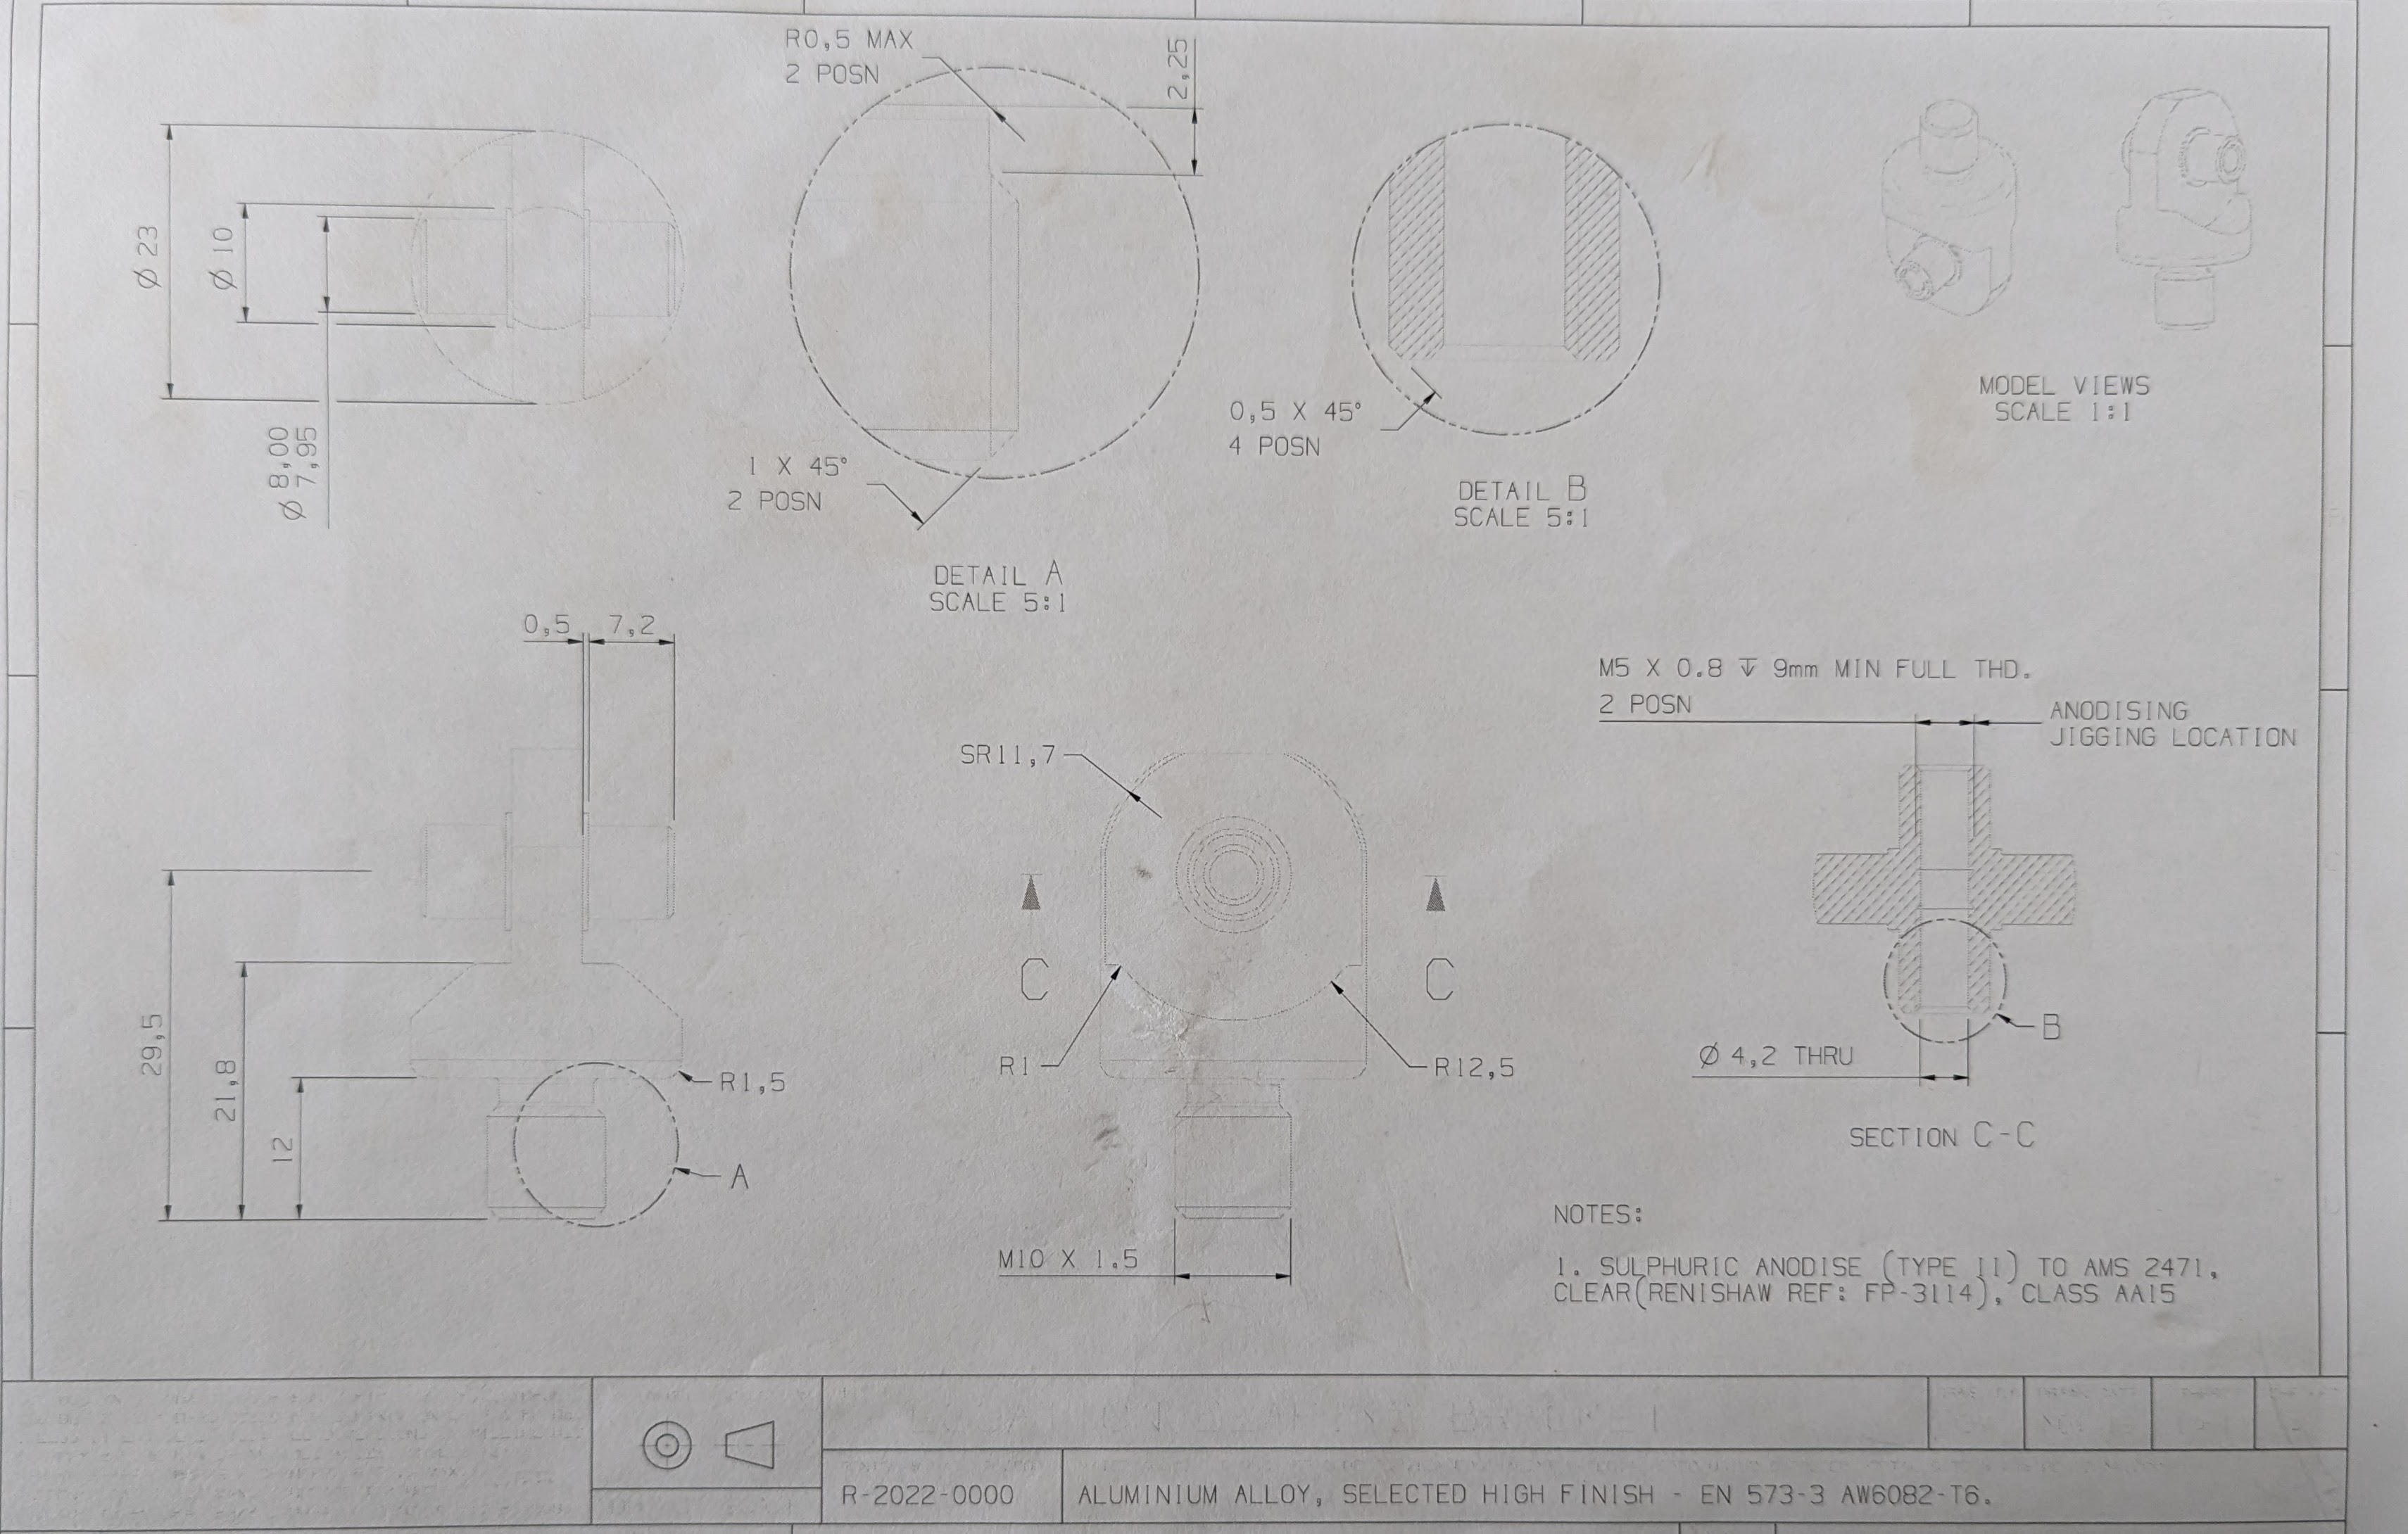 R0,5 MAX
2 POSN
2,25
Ø 23
Ø 10
Ø 8,00
7,95
1 X 45°
2 POSN
DETAIL A
SCALE 5:1
0,5 X 45°
4 POSN
DETAIL B
SCALE 5:1
MODEL VIEWS
SCALE 1:1
0,5
7,2
29,5
21,8
12
R1,5
A
SR11,7
C
C
R1
R12,5
M10 X 1.5
M5 X 0.8 ↧ 9mm MIN FULL THD.
2 POSN
ANODISING
JIGGING LOCATION
B
Ø 4,2 THRU
SECTION C-C
NOTES:
1. SULPHURIC ANODISE (TYPE II) TO AMS 2471,
CLEAR(RENISHAW REF: FP-3114), CLASS AA15
R-2022-0000
ALUMINIUM ALLOY, SELECTED HIGH FINISH - EN 573-3 AW6082-T6.